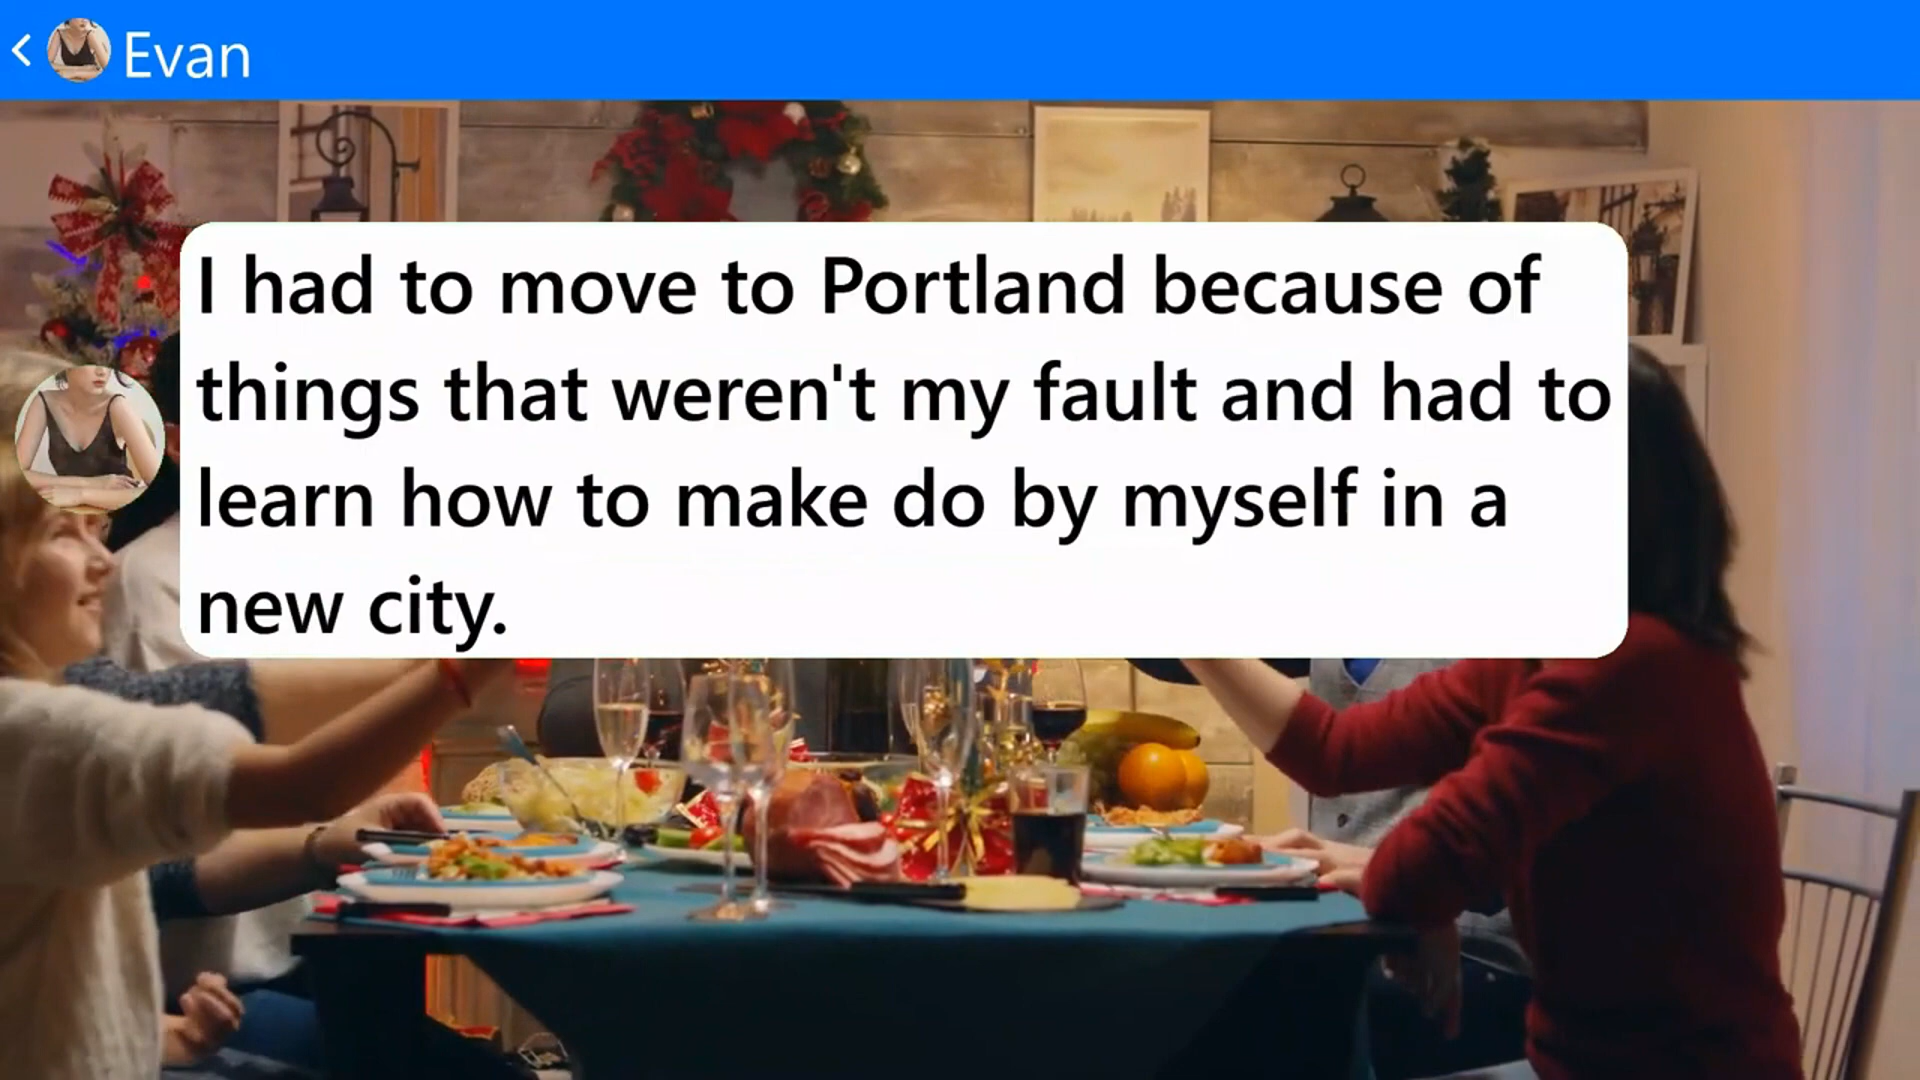 Evan
I had to move to Portland because of
things that weren't my fault and had to
learn how to make do by myself in a
new city.